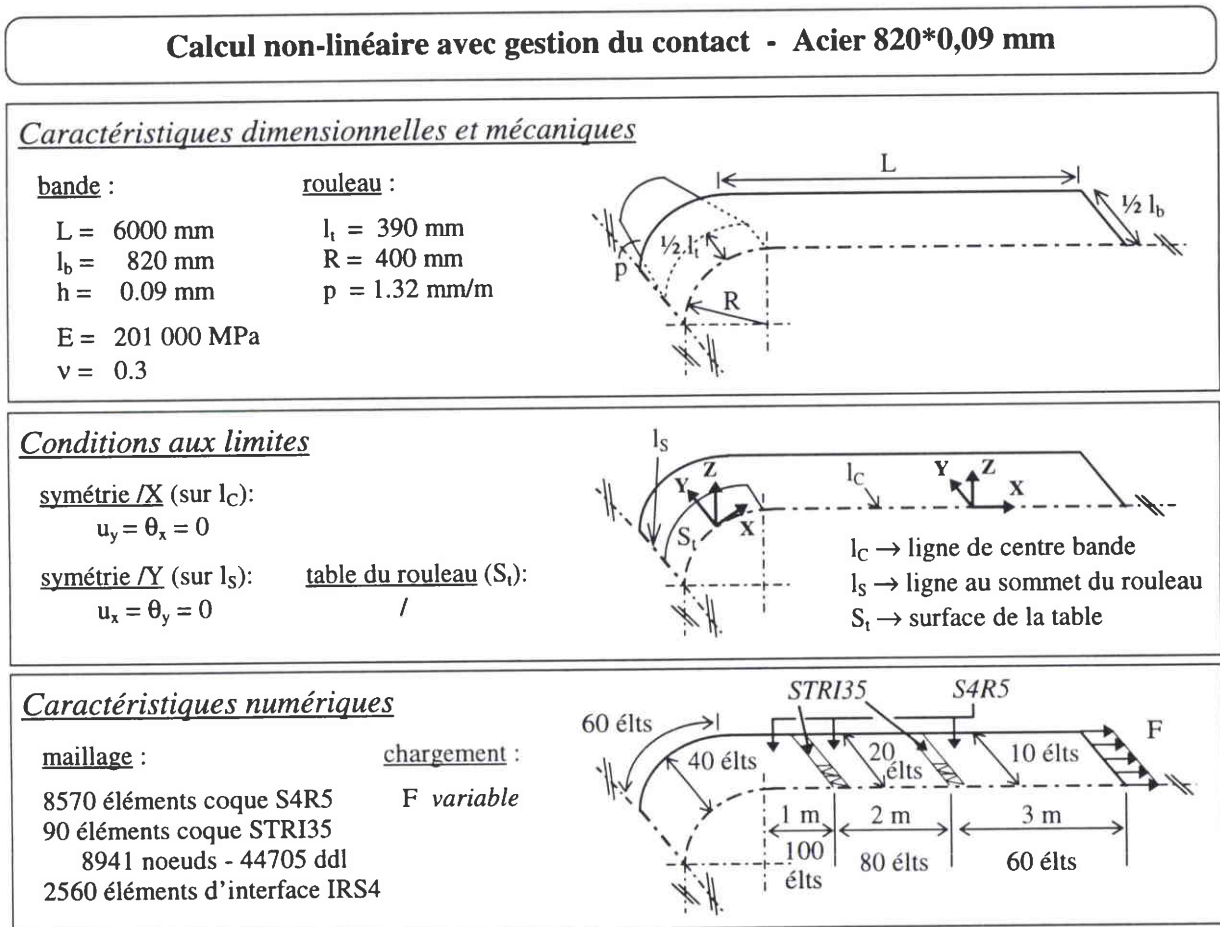 Calcul non-linéaire avec gestion du contact - Acier 820*0,09 mm
Caractéristiques dimensionnelles et mécaniques
bande :
L = 6000 mm
l_b = 820 mm
h = 0.09 mm
E = 201 000 MPa
ν = 0.3
rouleau :
l_t = 390 mm
R = 400 mm
p = 1.32 mm/m
L
½ l_b
½.l_t
p
R
Conditions aux limites
symétrie /X (sur l_C):
u_y = θ_x = 0
symétrie /Y (sur l_S):
u_x = θ_y = 0
table du rouleau (S_t):
/
l_S
Z
Y
X
S_t
l_C
Y
Z
X
l_C → ligne de centre bande
l_S → ligne au sommet du rouleau
S_t → surface de la table
Caractéristiques numériques
maillage :
8570 éléments coque S4R5
90 éléments coque STRI35
8941 noeuds - 44705 ddl
2560 éléments d'interface IRS4
chargement :
F variable
STRI35
S4R5
60 élts
40 élts
20 élts
10 élts
F
1 m
2 m
3 m
100 élts
80 élts
60 élts